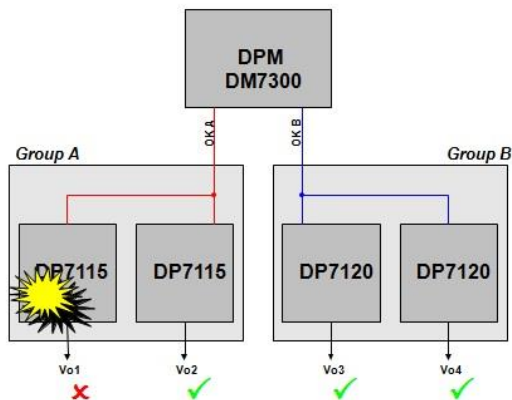 DPM
DM7300
OK A
OK B
Group A
Group B
DP7115
DP7115
DP7120
DP7120
Vo1
Vo2
Vo3
Vo4